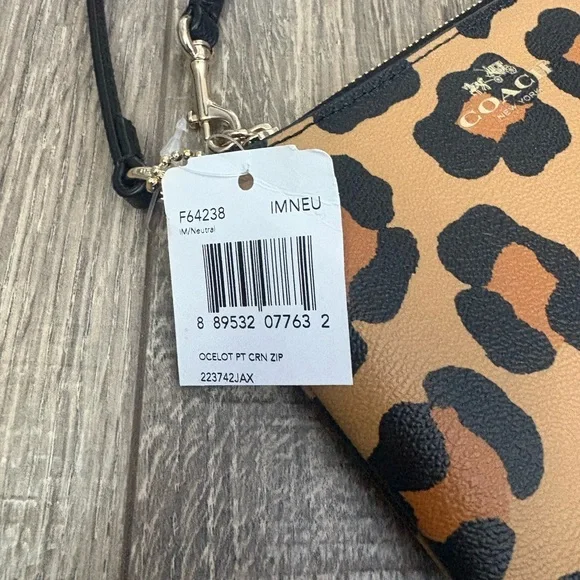 F64238 IMNEU
IM/Neutral
8 89532 07763 2
OCELOT PT CRN ZIP
223742JAX
COACH
NEW YORK